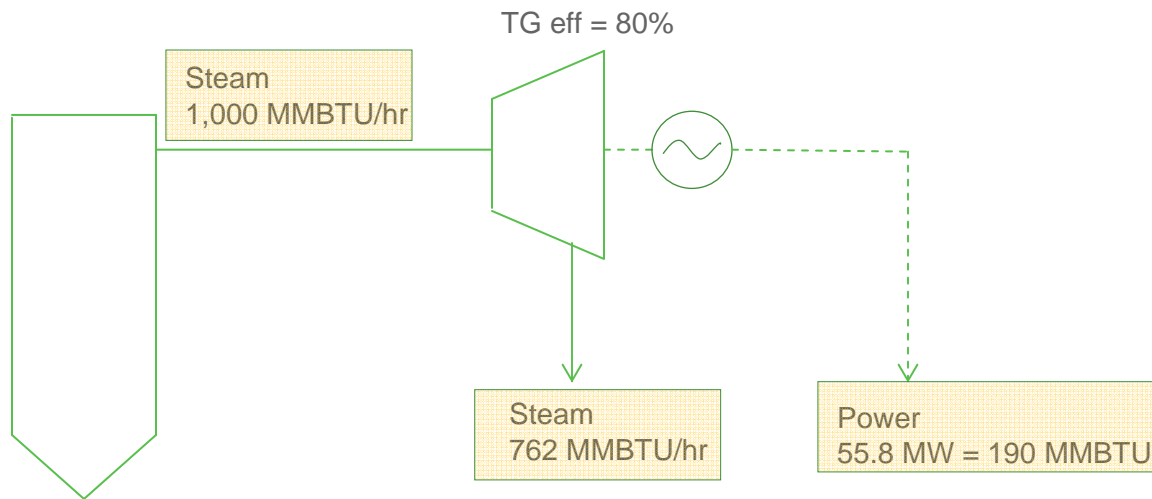 TG eff = 80%
Steam
1,000 MMBTU/hr
Steam
762 MMBTU/hr
Power
55.8 MW = 190 MMBTU